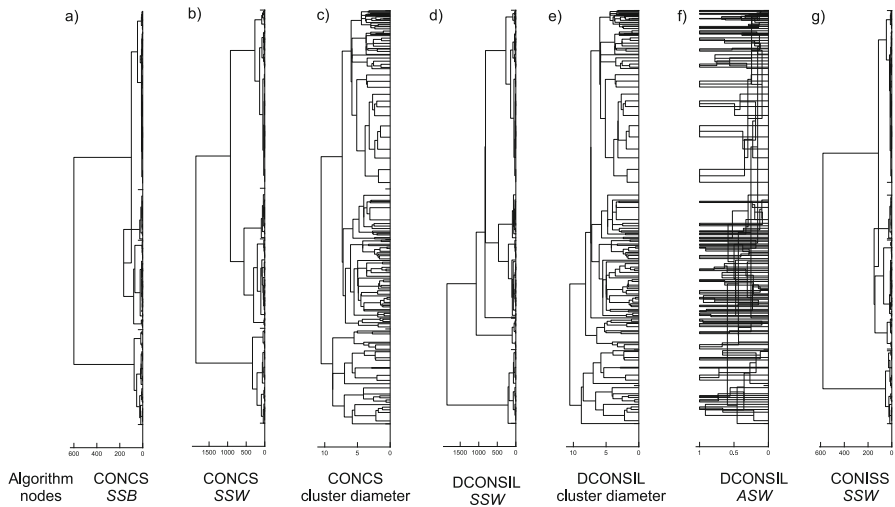 a) b) c) d) e) f) g)
600 400 200 0
1500 1000 500 0
10 5 0
1500 1000 500 0
10 5 0
1 0.5 0
600 400 200 0
Algorithm CONCS CONCS CONCS DCONSIL DCONSIL DCONSIL CONISS
nodes SSB SSW cluster diameter SSW cluster diameter ASW SSW